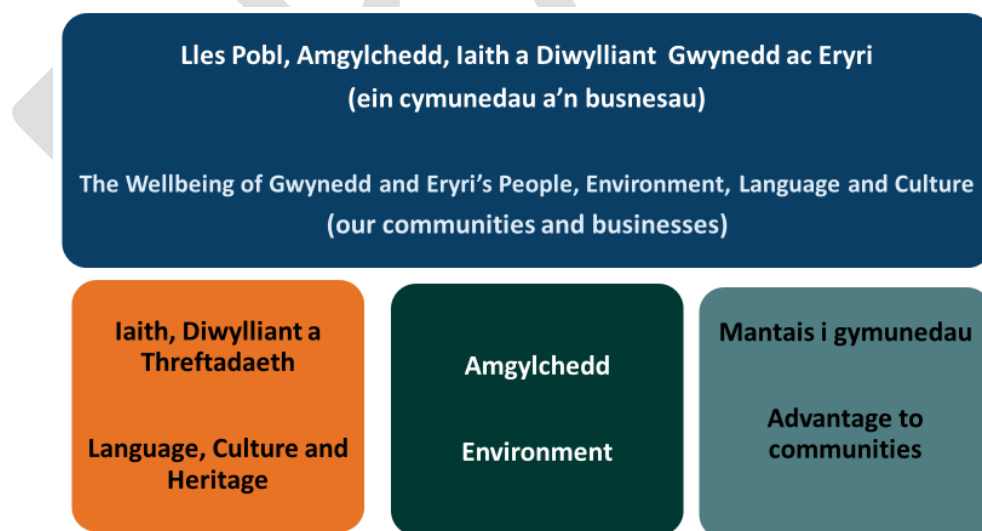 Lles Pobl, Amgylchedd, Iaith a Diwylliant Gwynedd ac Eryri
(ein cymunedau a'n busnesau)
The Wellbeing of Gwynedd and Eryri's People, Environment, Language and Culture
(our communities and businesses)
Iaith, Diwylliant a
Threftadaeth
Language, Culture and
Heritage
Amgylchedd
Environment
Mantais i gymunedau
Advantage to
communities